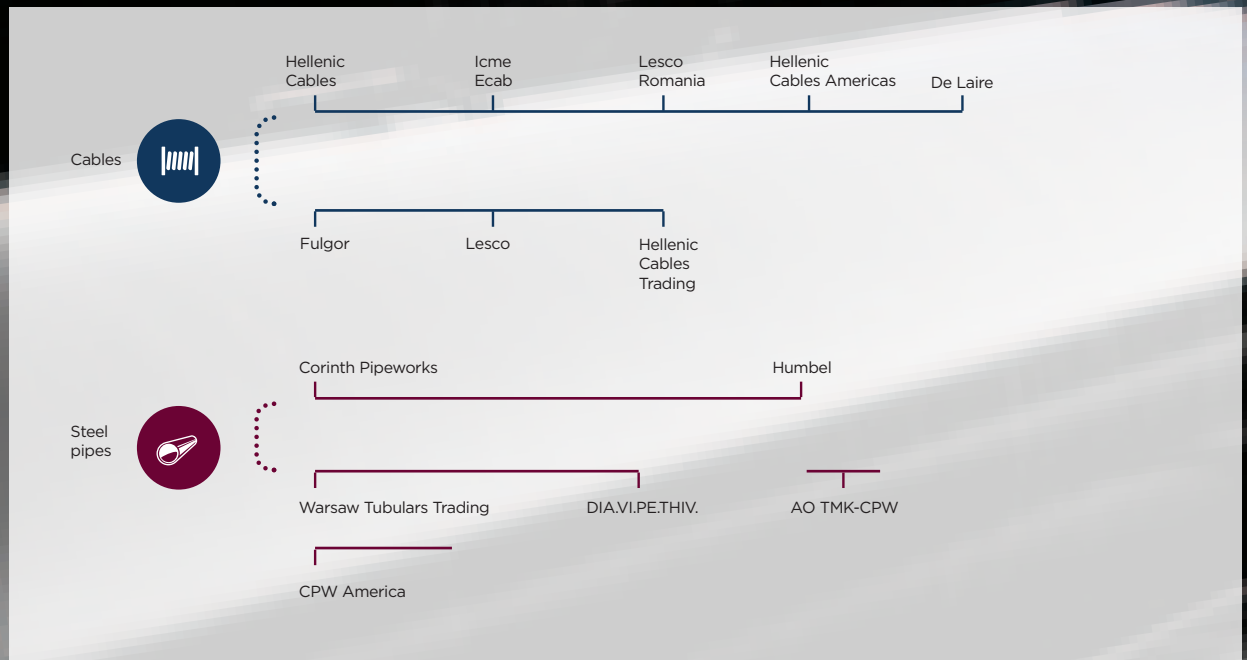 Hellenic
Cables
Icme
Ecab
Lesco
Romania
Hellenic
Cables Americas
De Laire
Cables
Fulgor
Lesco
Hellenic
Cables
Trading
Corinth Pipeworks
Humbel
Steel
pipes
Warsaw Tubulars Trading
DIA.VI.PE.THIV.
AO TMK-CPW
CPW America